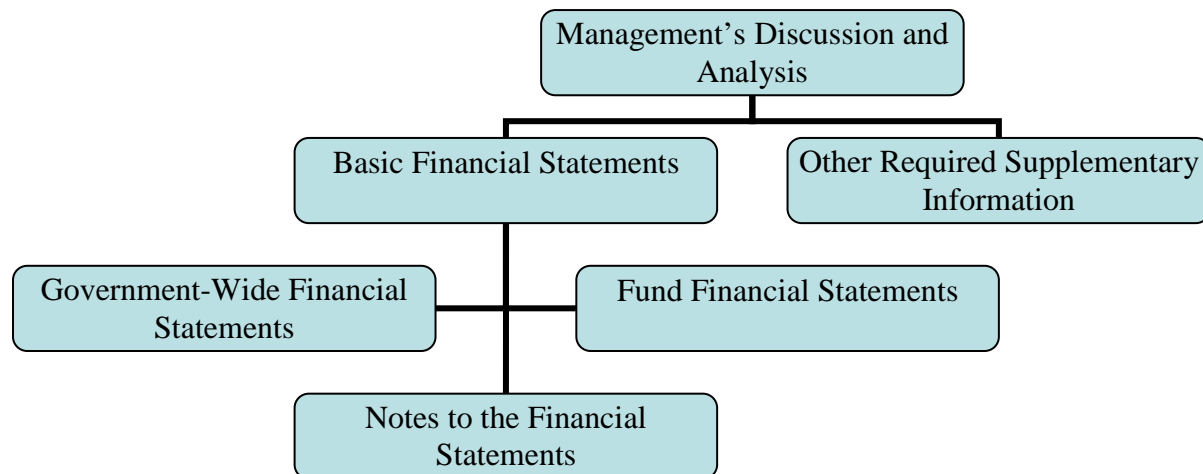 Management’s Discussion and
Analysis
Basic Financial Statements
Other Required Supplementary
Information
Government-Wide Financial
Statements
Fund Financial Statements
Notes to the Financial
Statements